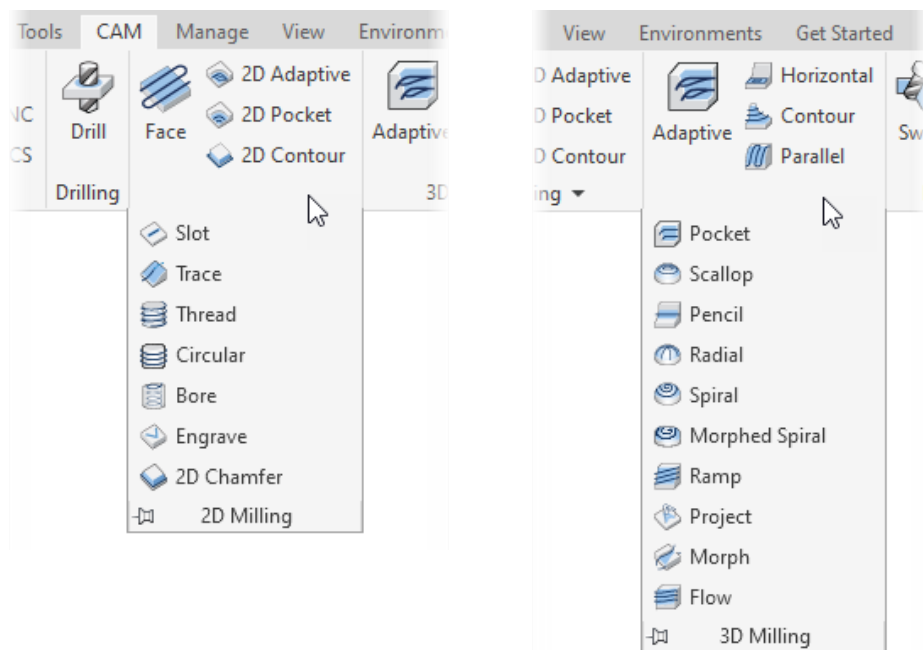 Tools CAM Manage View Environm
2D Adaptive
2D Pocket
2D Contour
NC
CS
Drill
Face
Adaptive
Drilling
3D
Slot
Trace
Thread
Circular
Bore
Engrave
2D Chamfer
2D Milling
View Environments Get Started
D Adaptive
D Pocket
D Contour
Adaptive
Horizontal
Contour
Parallel
Sw
ing
Pocket
Scallop
Pencil
Radial
Spiral
Morphed Spiral
Ramp
Project
Morph
Flow
3D Milling